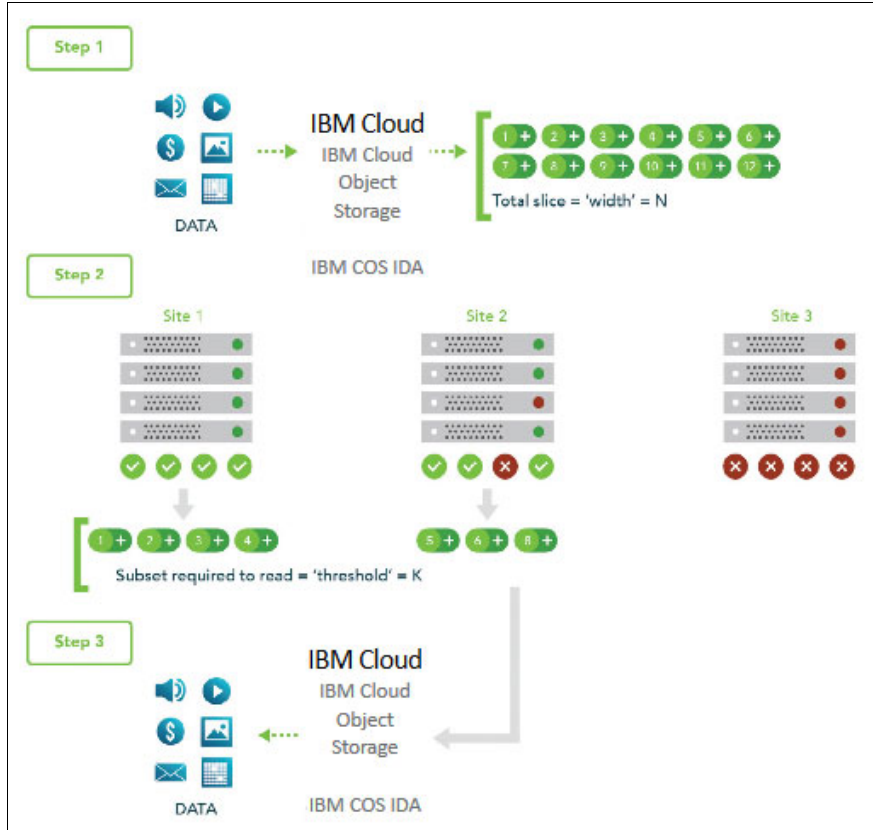 Step 1
IBM Cloud
IBM Cloud
Object
Storage
DATA
1 + 2 + 3 + 4 + 5 + 6 +
7 + 8 + 9 + 10 + 11 + 12 +
Total slice = 'width' = N
IBM COS IDA
Step 2
Site 1
Site 2
Site 3
1 + 2 + 3 + 4 +
5 + 6 + 8 +
Subset required to read = 'threshold' = K
Step 3
IBM Cloud
IBM Cloud
Object
Storage
DATA
IBM COS IDA